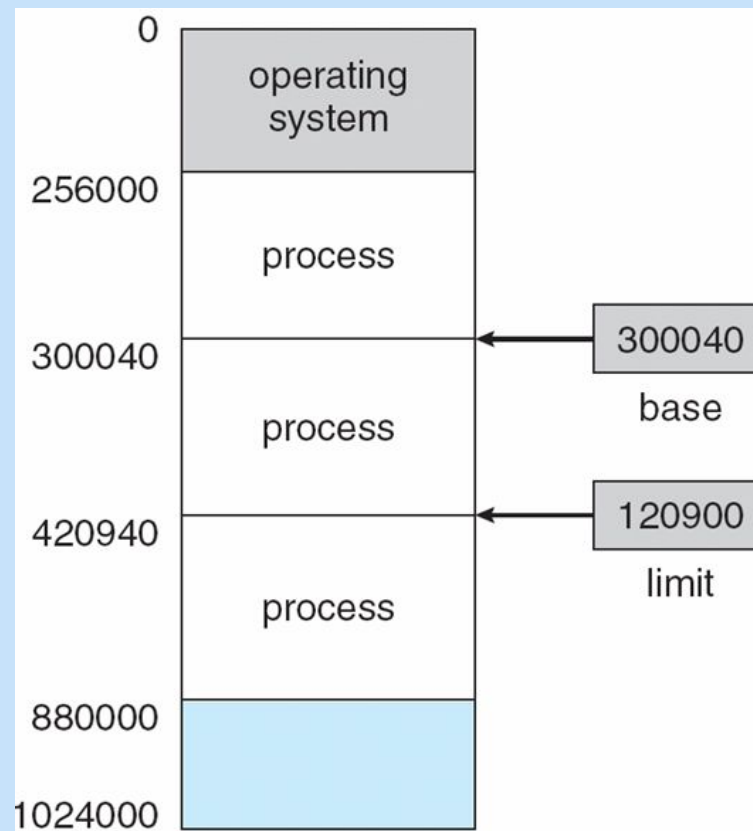 0
operating
system
256000
process
300040
300040
base
process
420940
120900
limit
process
880000
1024000